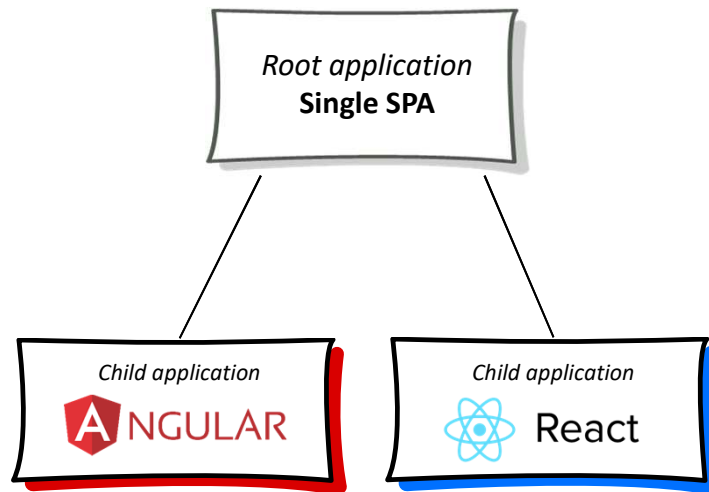 Root application
Single SPA
Child application
ANGULAR
Child application
React